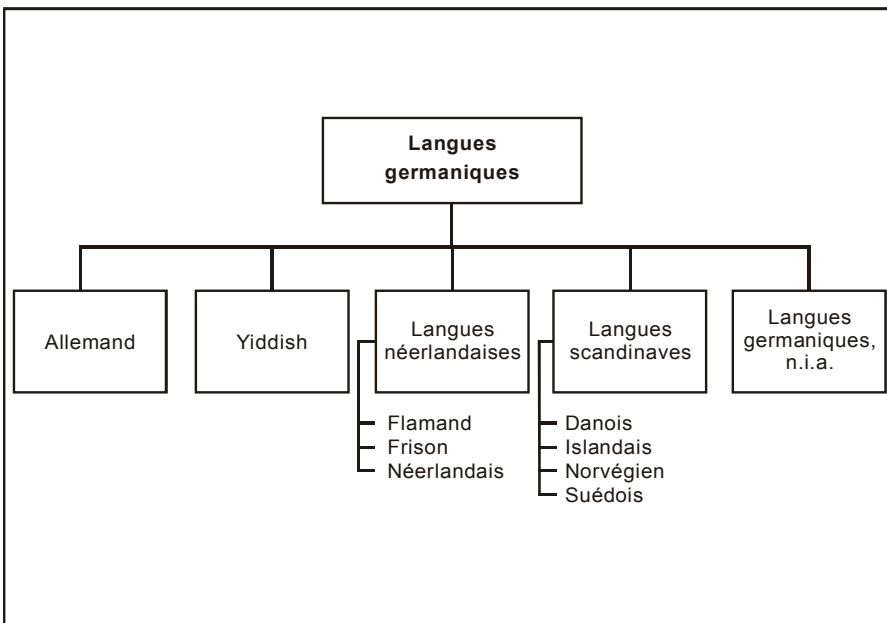 Langues
germaniques
Allemand
Yiddish
Langues
néerlandaises
Langues
scandinaves
Langues
germaniques,
n.i.a.
Flamand
Frison
Néerlandais
Danois
Islandais
Norvégien
Suédois